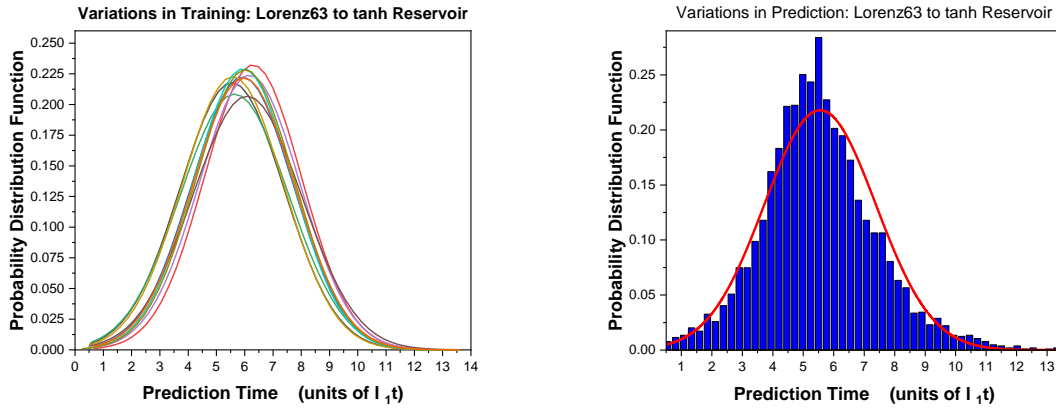 Variations in Training: Lorenz63 to tanh Reservoir
Probability Distribution Function
0.250
0.225
0.200
0.175
0.150
0.125
0.100
0.075
0.050
0.025
0.000
0 1 2 3 4 5 6 7 8 9 10 11 12 13 14
Prediction Time (units of l 1t)
Variations in Prediction: Lorenz63 to tanh Reservoir
Probability Distribution Function
0.25
0.20
0.15
0.10
0.05
0.00
1 2 3 4 5 6 7 8 9 10 11 12 13
Prediction Time (units of l 1t)